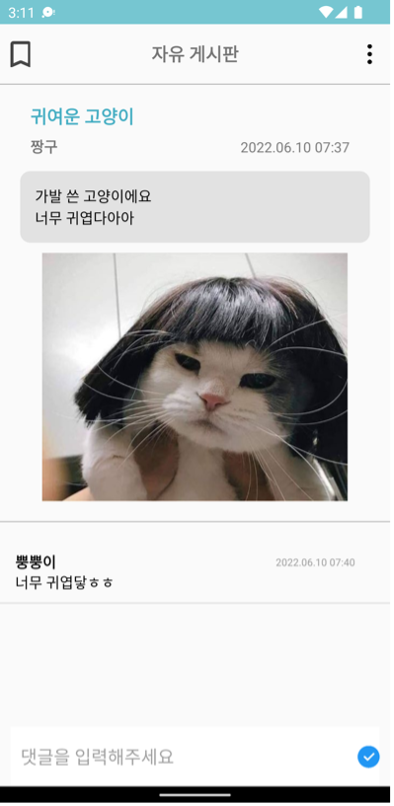 3:11
자유 게시판
귀여운 고양이
짱구
2022.06.10 07:37
가발 쓴 고양이에요
너무 귀엽다아아
뿡뿡이
2022.06.10 07:40
너무 귀엽닿ㅎㅎ
댓글을 입력해주세요